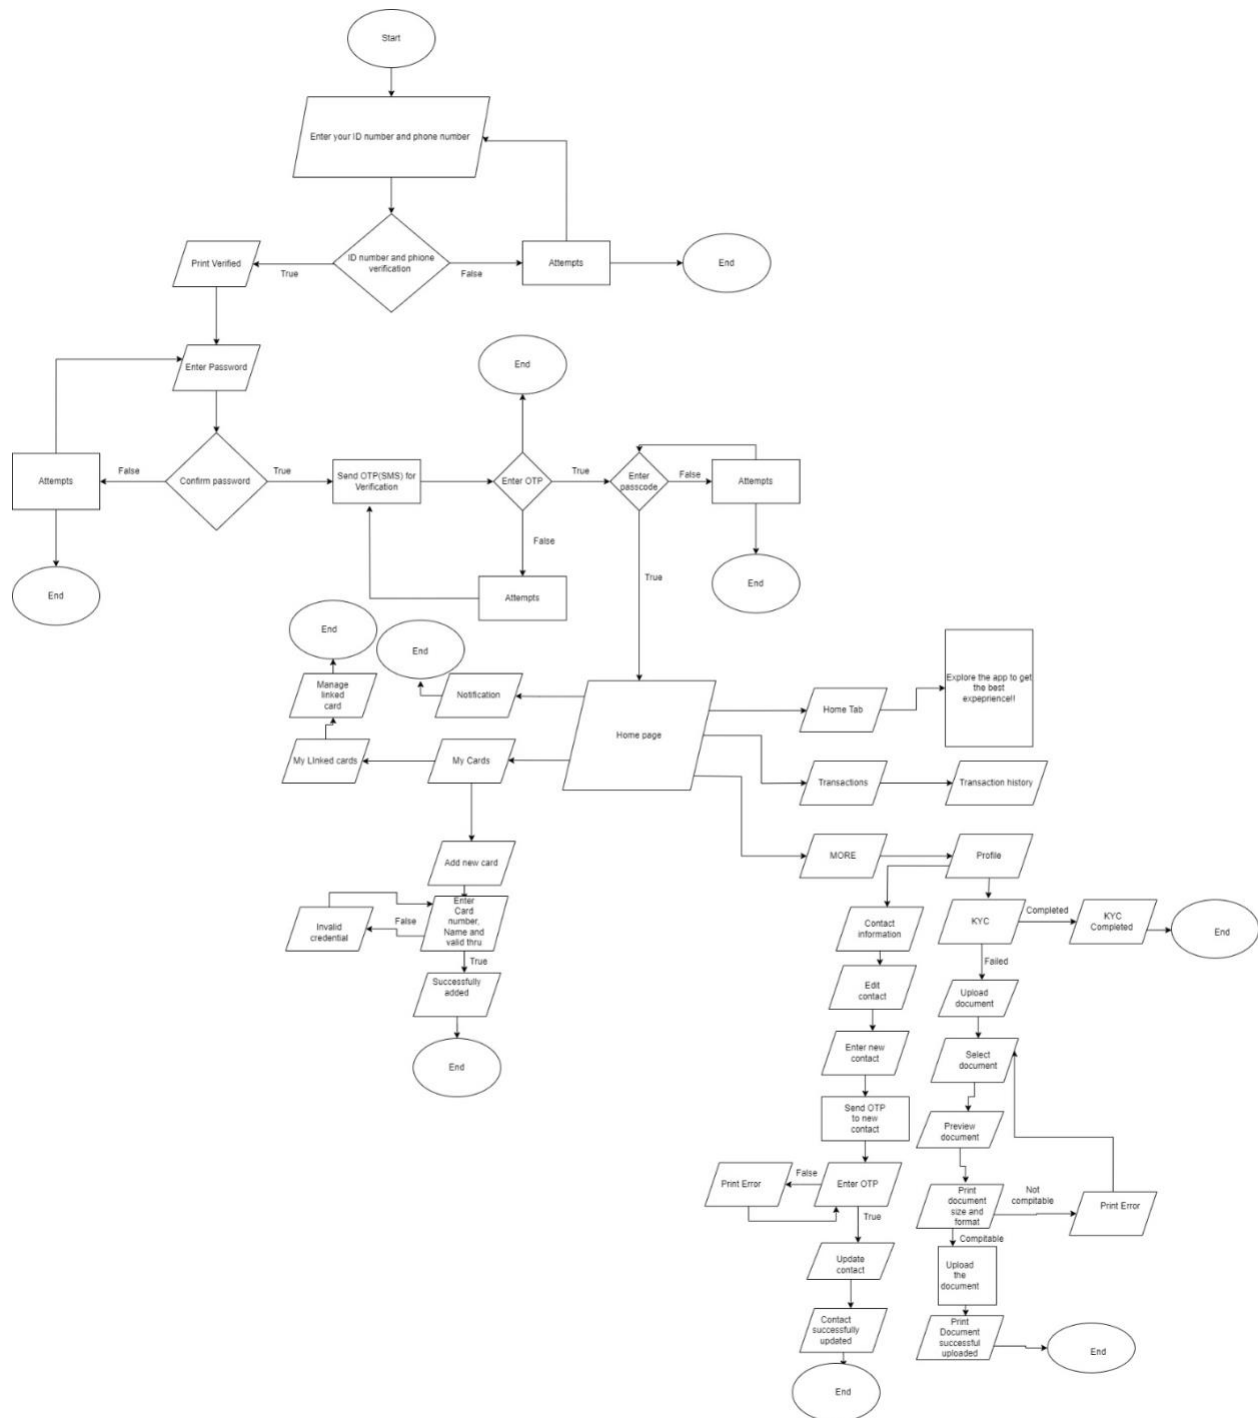 Start
Enter your ID number and phone number
ID number and phione
verification
True
False
Print Verified
Attempts
End
Enter Password
End
Attempts
False
Confirm password
True
Send OTP(SMS) for
Verification
Enter OTP
True
Enter
passcode
False
Attempts
False
True
End
Attempts
End
End
End
Manage
linked
card
Notification
Home page
Home Tab
Explore the app to get
the best
expeprience!!
My LInked cards
My Cards
Transactions
Transaction history
Add new card
MORE
Profile
Invalid
credential
False
Enter
Card
number,
Name and
valid thru
True
Successfully
added
End
Contact
information
KYC
Completed
KYC
Completed
End
Failed
Edit
contact
Upload
document
Enter new
contact
Select
document
Send OTP
to new
contact
Preview
document
Print Error
False
Enter OTP
True
Print
document
size and
format
Not
compitable
Print Error
Compitable
Update
contact
Upload
the
document
Contact
successfully
updated
Print
Document
successful
uploaded
End
End